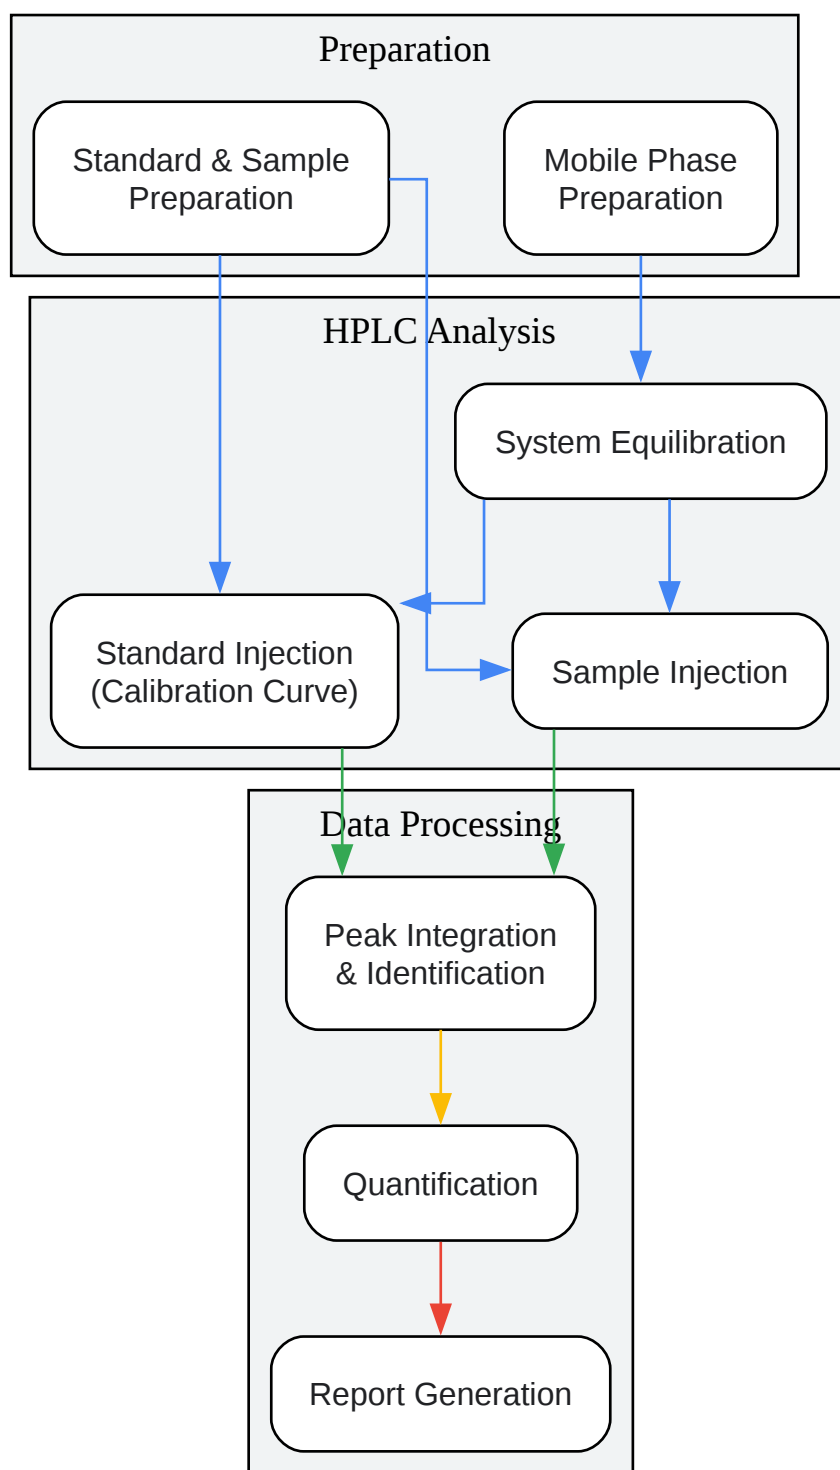 Preparation
Standard & Sample
Preparation
Mobile Phase
Preparation
HPLC Analysis
System Equilibration
Standard Injection
(Calibration Curve)
Sample Injection
Data Processing
Peak Integration
& Identification
Quantification
Report Generation